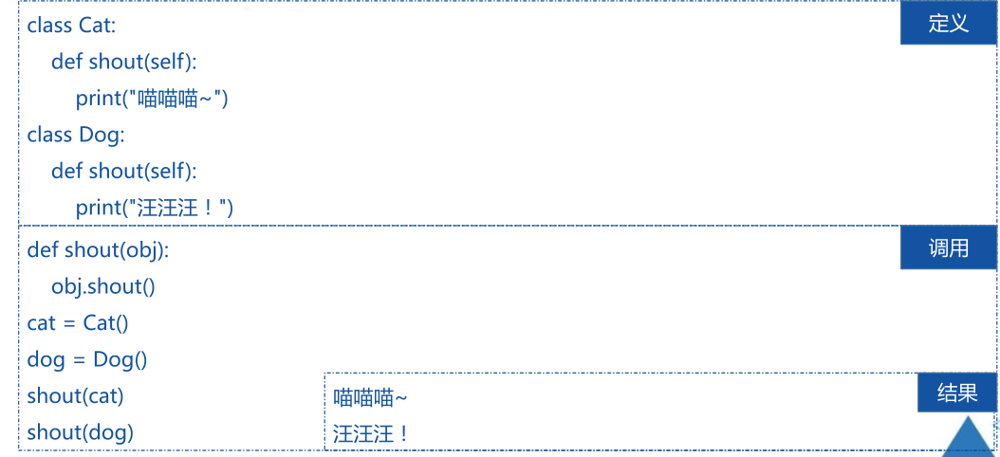 定义
class Cat:
def shout(self):
print("喵喵喵~")
class Dog:
def shout(self):
print("汪汪汪！")
调用
def shout(obj):
obj.shout()
cat = Cat()
dog = Dog()
shout(cat)
shout(dog)
结果
喵喵喵~
汪汪汪！